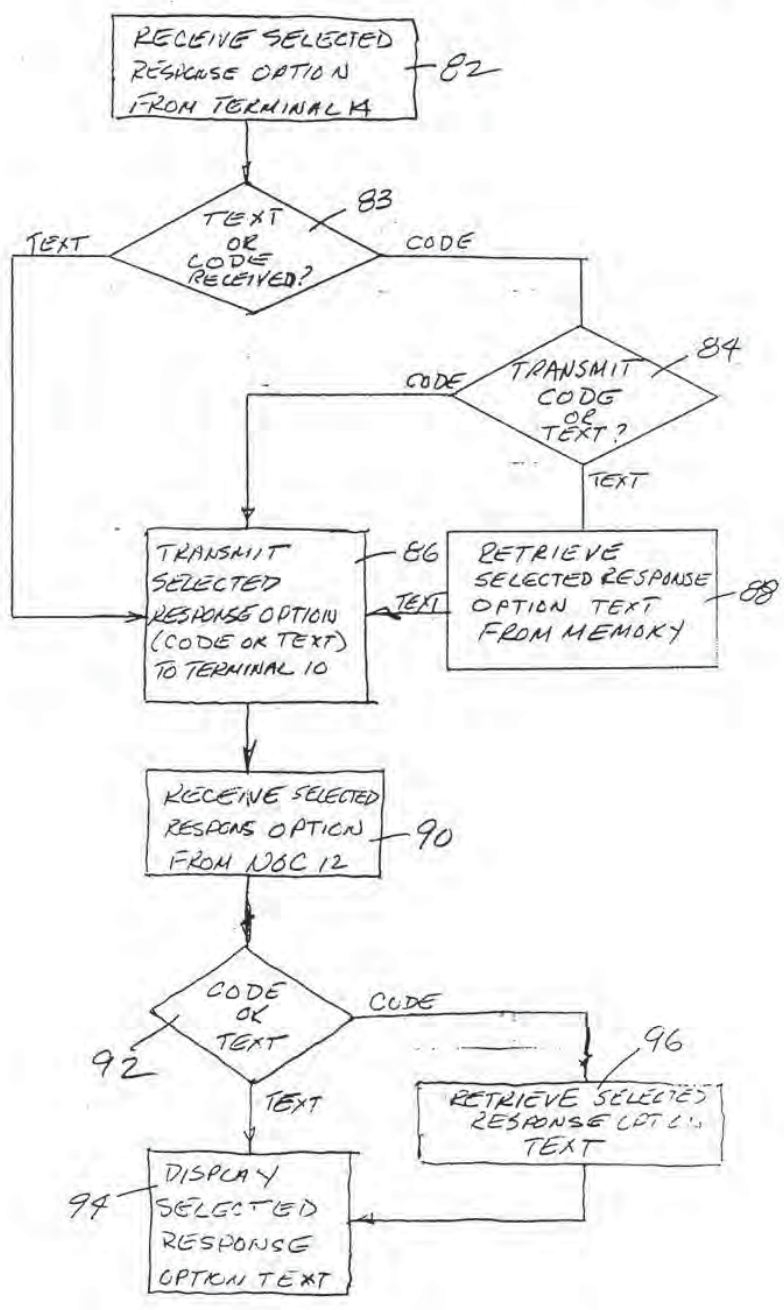 RECEIVE SELECTED
RESPONSE OPTION
FROM TERMINAL 14
82
TEXT
OR
CODE
RECEIVED?
83
TEXT
CODE
TRANSMIT
CODE
OR
TEXT?
84
CODE
TEXT
TRANSMIT
SELECTED
RESPONSE OPTION
(CODE OR TEXT)
TO TERMINAL 10
86
TEXT
RETRIEVE
SELECTED RESPONSE
OPTION TEXT
FROM MEMORY
88
RECEIVE SELECTED
RESPONS OPTION
FROM NOC 12
90
CODE
OR
TEXT
92
CODE
TEXT
96
RETRIEVE SELECTED
RESPONSE OPTION
TEXT
94
DISPLAY
SELECTED
RESPONSE
OPTION TEXT